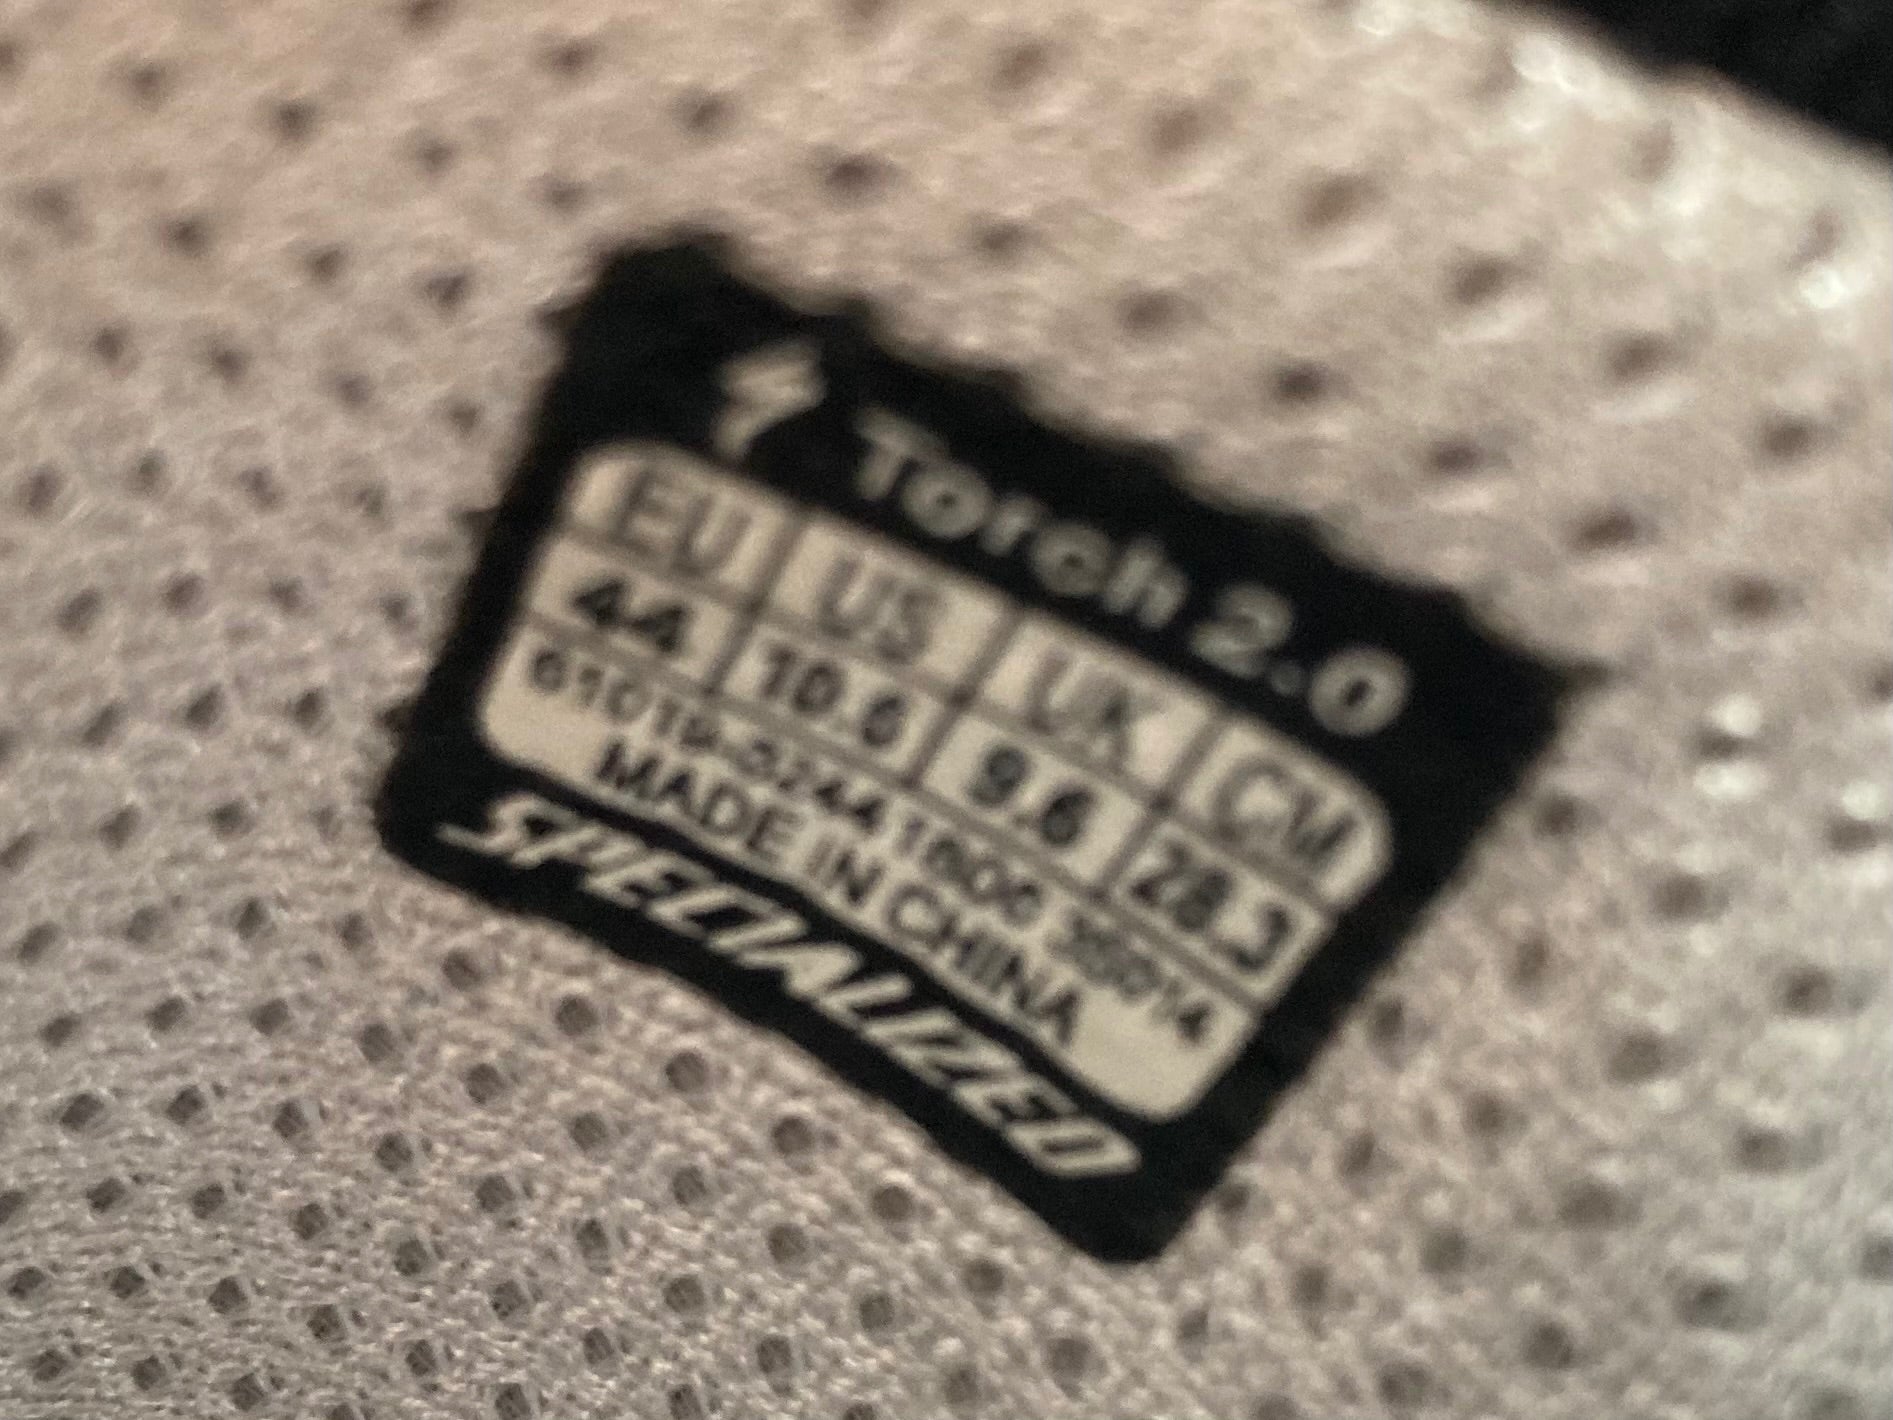 Torch 2.0
EU US UK CM
44 10.6 9.6 28.3
MADE IN CHINA
SPECIALIZED